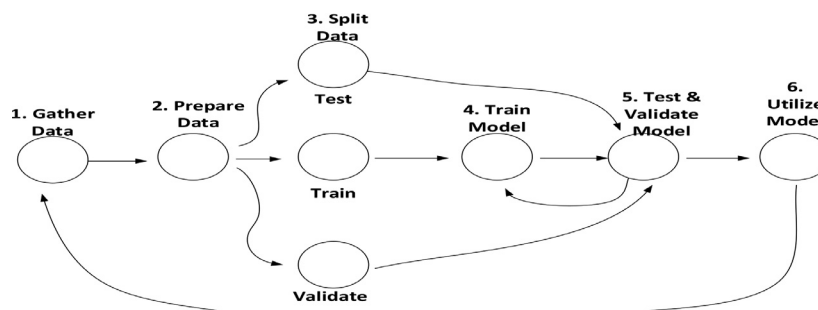 3. Split
Data
Test
1. Gather
Data
2. Prepare
Data
Train
4. Train
Model
5. Test &
Validate
Model
6.
Utilize
Model
Validate